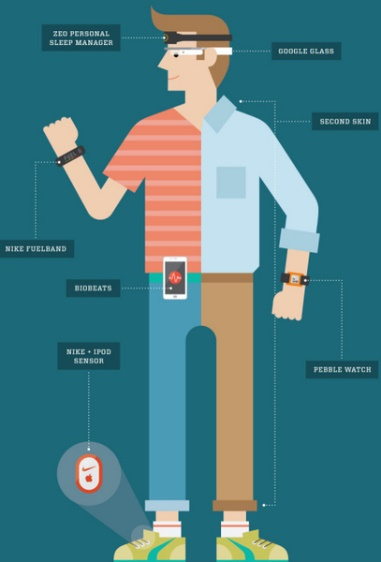 ZEO PERSONAL
SLEEP MANAGER
GOOGLE GLASS
SECOND SKIN
NIKE FUELBAND
BIOBEATS
NIKE + IPOD
SENSOR
PEBBLE WATCH